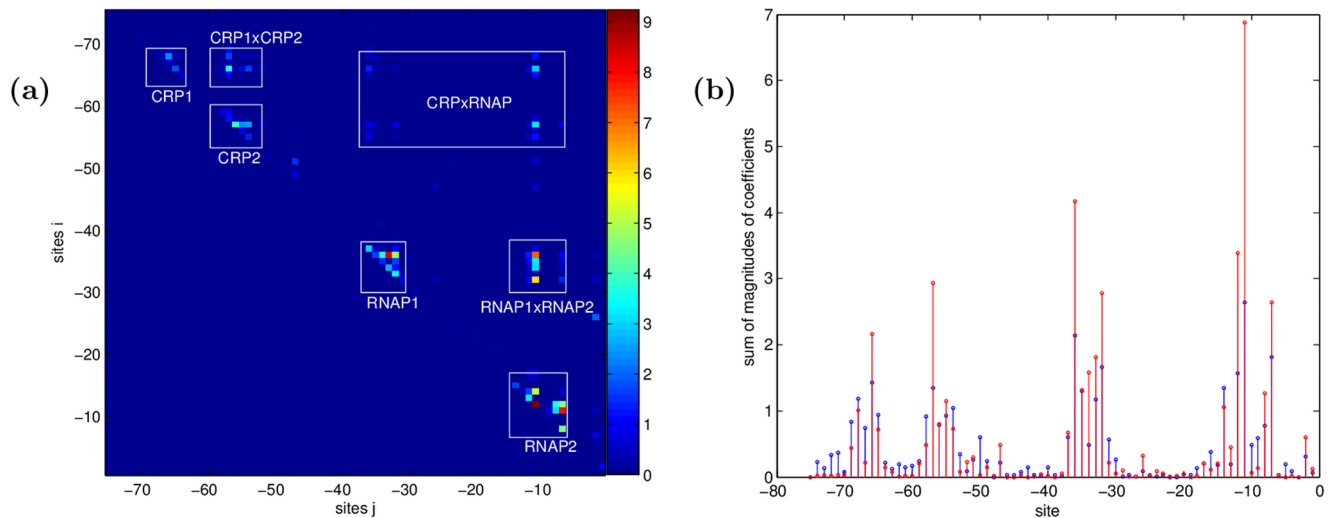 (a)
−70
−60
−50
−40
−30
−20
−10
sites i
CRP1xCRP2
CRP1
CRP2
CRPxRNAP
RNAP1
RNAP1xRNAP2
RNAP2
−70 −60 −50 −40 −30 −20 −10
sites j
9
8
7
6
5
4
3
2
1
0
(b)
7
6
5
4
3
2
1
0
sum of magnitudes of coefficients
−80 −70 −60 −50 −40 −30 −20 −10 0
site